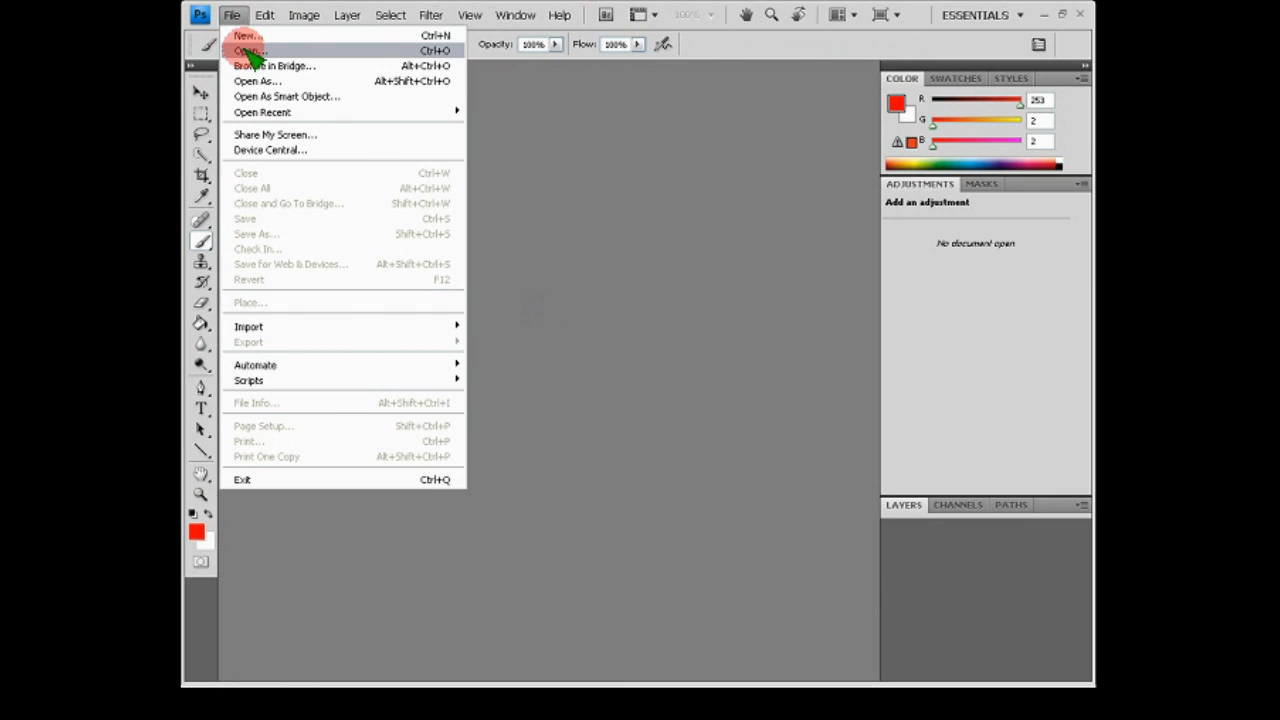 Ps File Edit Image Layer Select Filter View Window Help Br 100% ESSENTIALS
Opacity: 100% Flow: 100%
New... Ctrl+N
Open... Ctrl+O
Browse in Bridge... Alt+Ctrl+O
Open As... Alt+Shift+Ctrl+O
Open As Smart Object...
Open Recent
Share My Screen...
Device Central...
Close Ctrl+W
Close All Alt+Ctrl+W
Close and Go To Bridge... Shift+Ctrl+W
Save Ctrl+S
Save As... Shift+Ctrl+S
Check In...
Save for Web & Devices... Alt+Shift+Ctrl+S
Revert F12
Place...
Import
Export
Automate
Scripts
File Info... Alt+Shift+Ctrl+I
Page Setup... Shift+Ctrl+P
Print... Ctrl+P
Print One Copy Alt+Shift+Ctrl+P
Exit Ctrl+Q
COLOR SWATCHES STYLES
R 253
G 2
B 2
ADJUSTMENTS MASKS
Add an adjustment
No document open
LAYERS CHANNELS PATHS